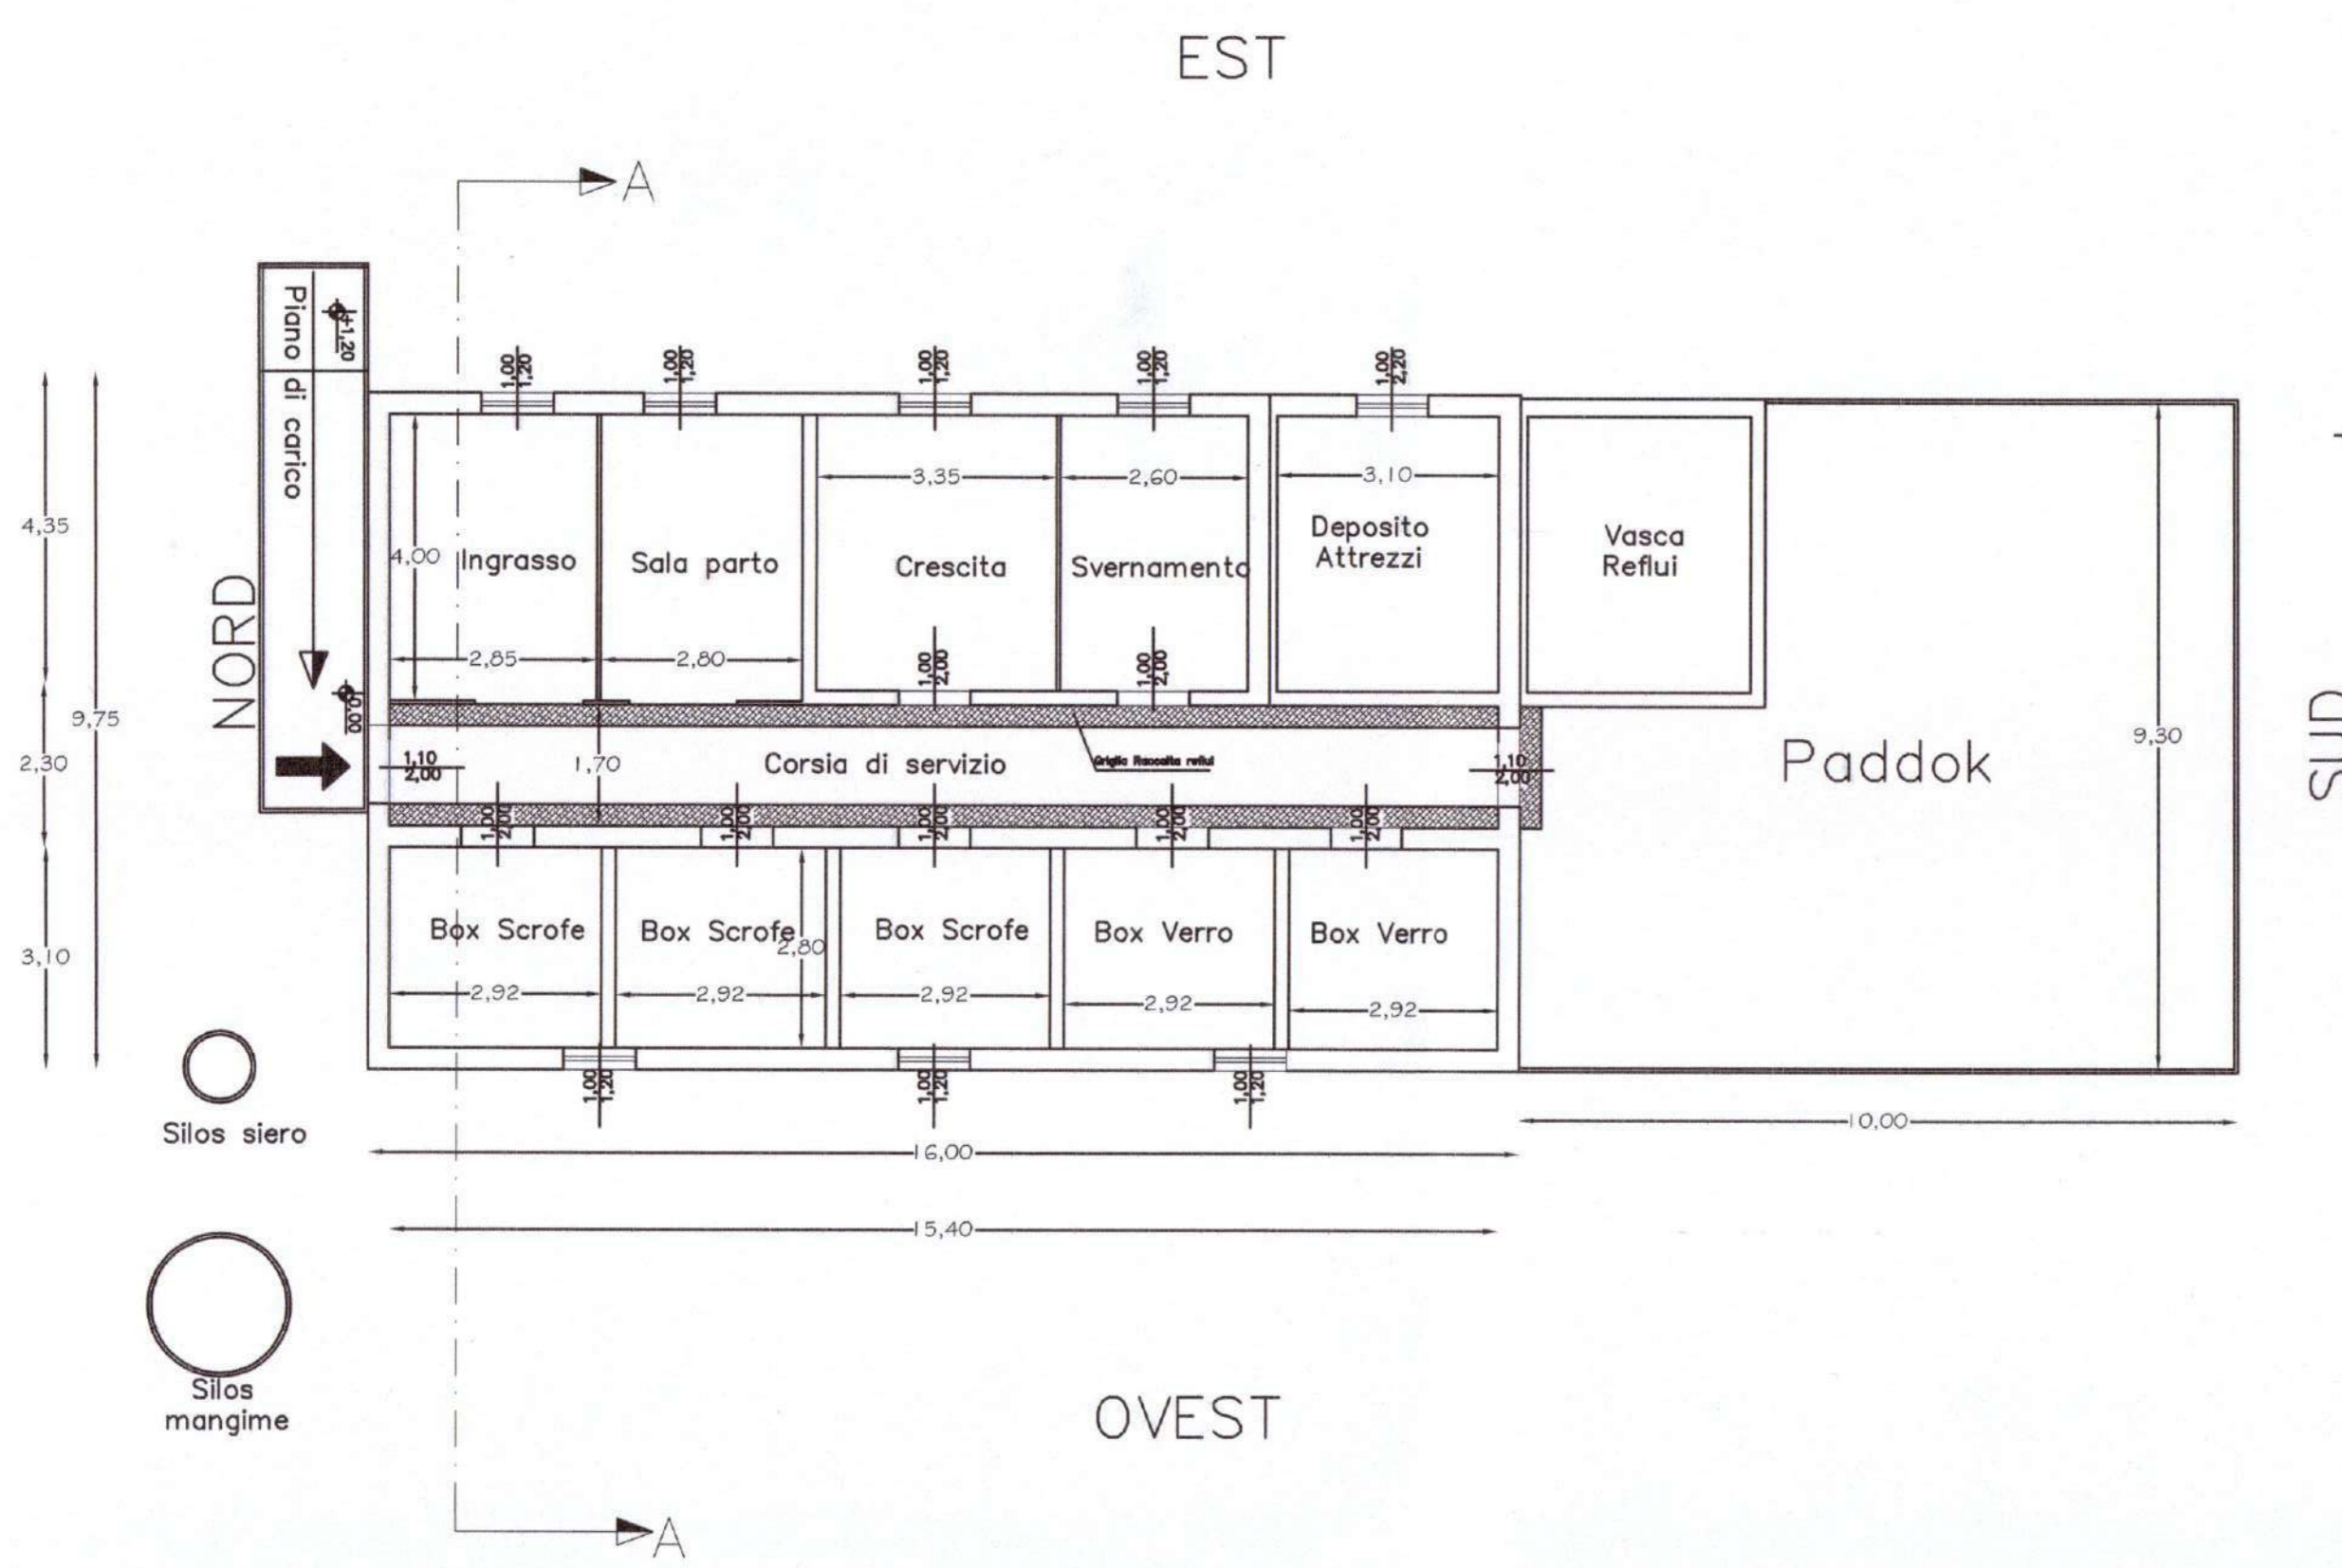 EST
A
Piano di carico
+1,20
1,00
1,20
1,00
1,20
1,00
1,20
1,00
1,20
1,00
2,20
4,35
9,75
2,30
3,10
NORD
4,00
Ingrasso
2,85
Sala parto
2,80
3,35
Crescita
1,00
2,00
2,60
Svernamento
1,00
2,00
3,10
Deposito
Attrezzi
Vasca
Reflui
0,00
1,10
2,00
1,70
Corsia di servizio
Griglia Raccolta reflui
1,10
2,00
Paddok
9,30
SUD
1,00
2,00
1,00
2,00
1,00
2,00
1,00
2,00
1,00
2,00
Box Scrofe
2,92
Box Scrofe
2,80
2,92
Box Scrofe
2,92
Box Verro
2,92
Box Verro
2,92
1,00
1,20
1,00
1,20
1,00
1,20
10,00
16,00
15,40
Silos siero
Silos
mangime
OVEST
A